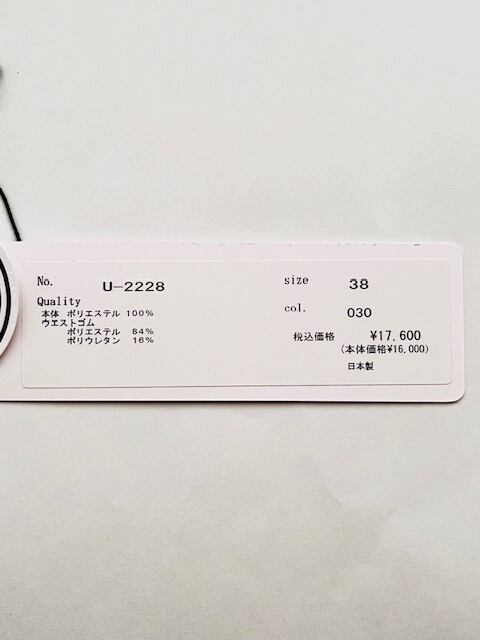 No. U-2228
Quality
本体 ポリエステル 100%
ウエストゴム
ポリエステル 84%
ポリウレタン 16%
size 38
col. 030
税込価格 ¥17,600
(本体価格¥16,000)
日本製